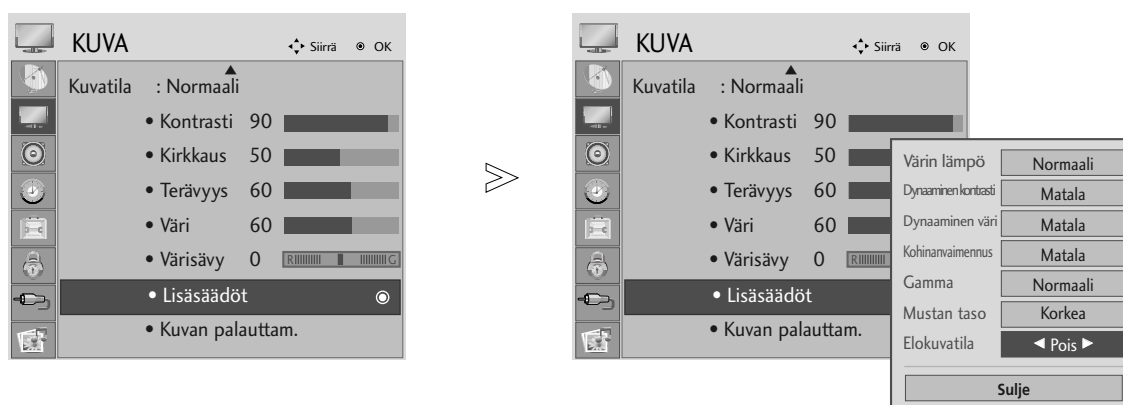 KUVA Siirrä OK
Kuvatila : Normaali
• Kontrasti 90
• Kirkkaus 50
• Terävyys 60
• Väri 60
• Värisävy 0 R G
• Lisäsäädöt
• Kuvan palauttam.
KUVA Siirrä OK
Kuvatila : Normaali
• Kontrasti 90
• Kirkkaus 50
• Terävyys 60
• Väri 60
• Värisävy 0 R
• Lisäsäädöt
• Kuvan palauttam.
Värin lämpö Normaali
Dynaaminen kontrasti Matala
Dynaaminen väri Matala
Kohinanvaimennus Matala
Gamma Normaali
Mustan taso Korkea
Elokuvatila ◄ Pois ►
Sulje